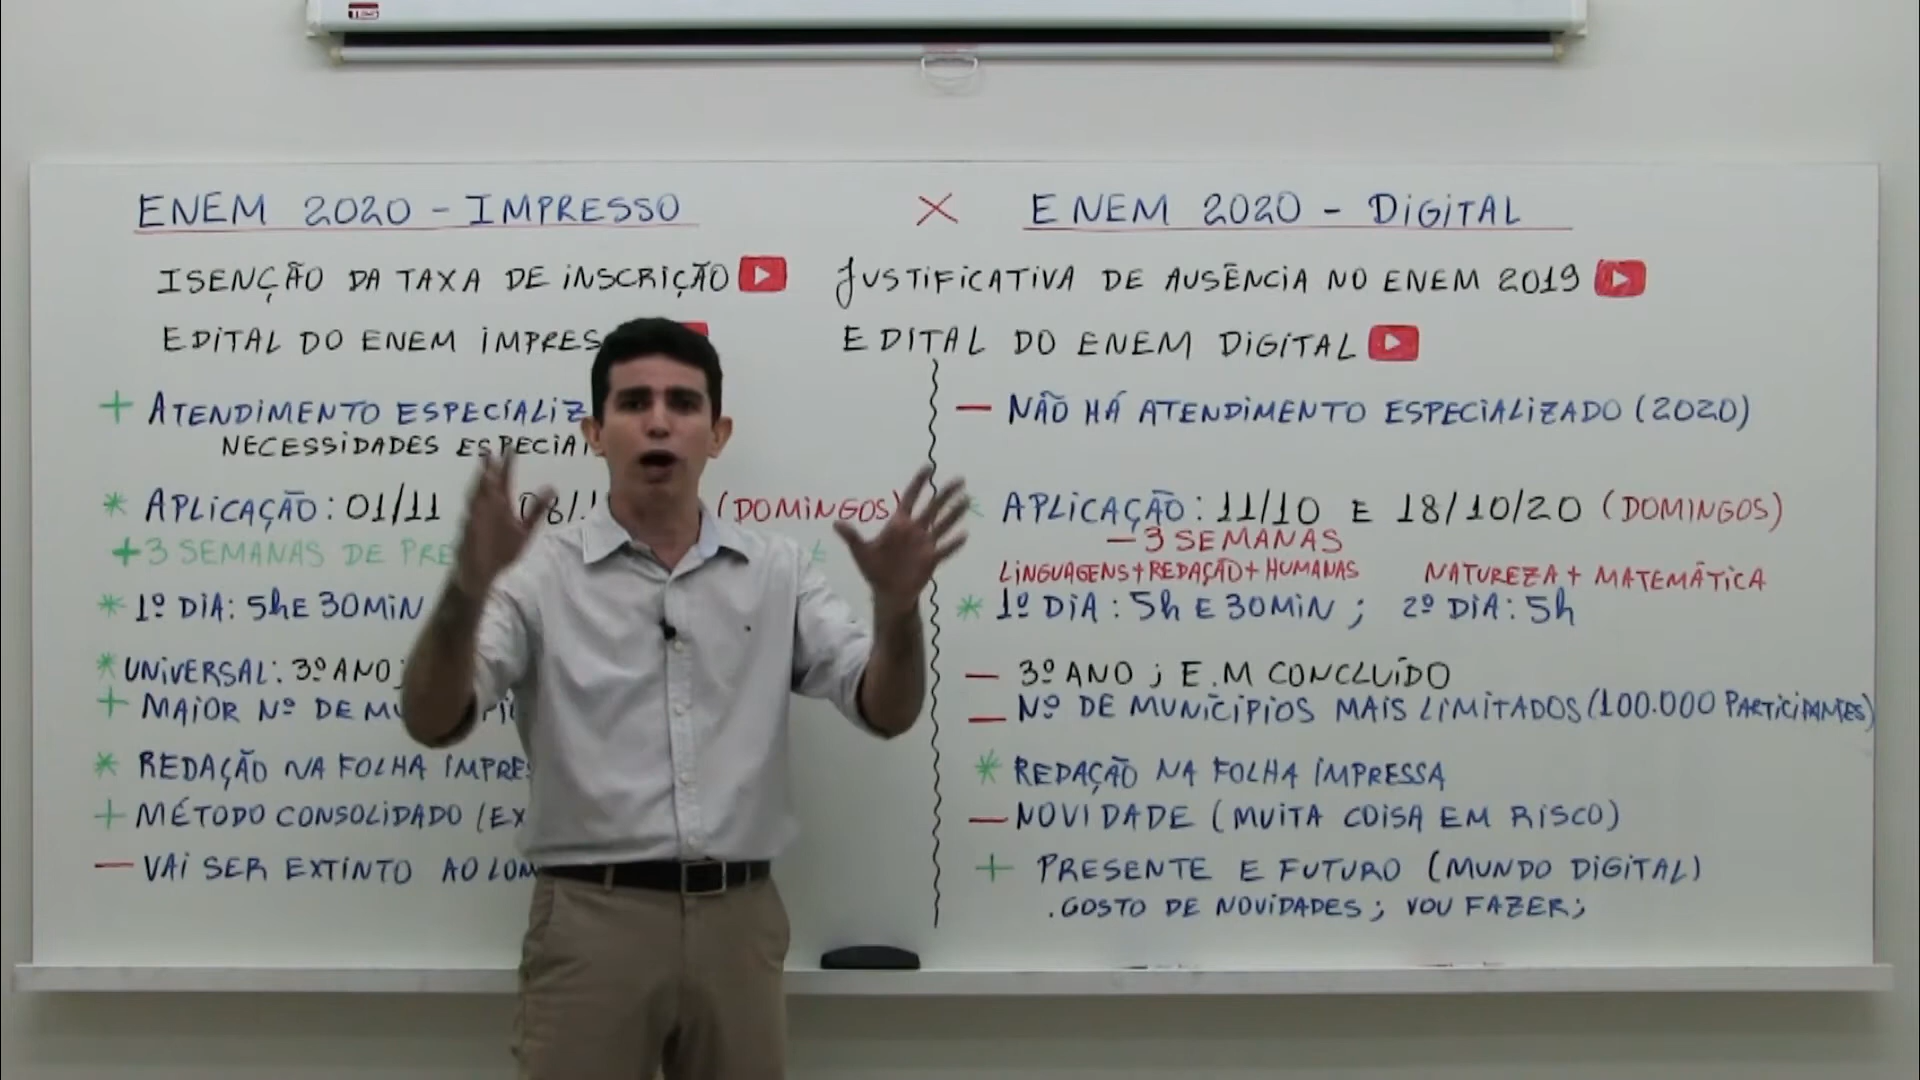 ENEM 2020 - IMPRESSO X ENEM 2020 - DIGITAL
ISENÇÃO DA TAXA DE INSCRIÇÃO
JUSTIFICATIVA DE AUSÊNCIA NO ENEM 2019
EDITAL DO ENEM
EDITAL DO ENEM DIGITAL
+ ATENDIMENTO
NECESSIDADES
* APLICAÇÃO: 01/11 (DOMINGOS)
+3 SEMANAS DE
* 1º DIA: 5h E 30MIN
* UNIVERSAL: 3º ANO;
+ MAIOR Nº DE
* REDAÇÃO NA FOLHA
+ MÉTODO CONSOLIDADO
- VAI SER EXTINTO AO
- NÃO HÁ ATENDIMENTO ESPECIALIZADO (2020)
* APLICAÇÃO: 11/10 E 18/10/20 (DOMINGOS)
- 3 SEMANAS
LINGUAGENS + REDAÇÃO + HUMANAS NATUREZA + MATEMÁTICA
* 1º DIA: 5h E 30MIN; 2º DIA: 5h
- 3º ANO; E.M CONCLUÍDO
- Nº DE MUNICÍPIOS MAIS LIMITADOS (100.000 PARTICIPANTES)
* REDAÇÃO NA FOLHA IMPRESSA
- NOVIDADE (MUITA COISA EM RISCO)
+ PRESENTE E FUTURO (MUNDO DIGITAL)
. GOSTO DE NOVIDADES; VOU FAZER;